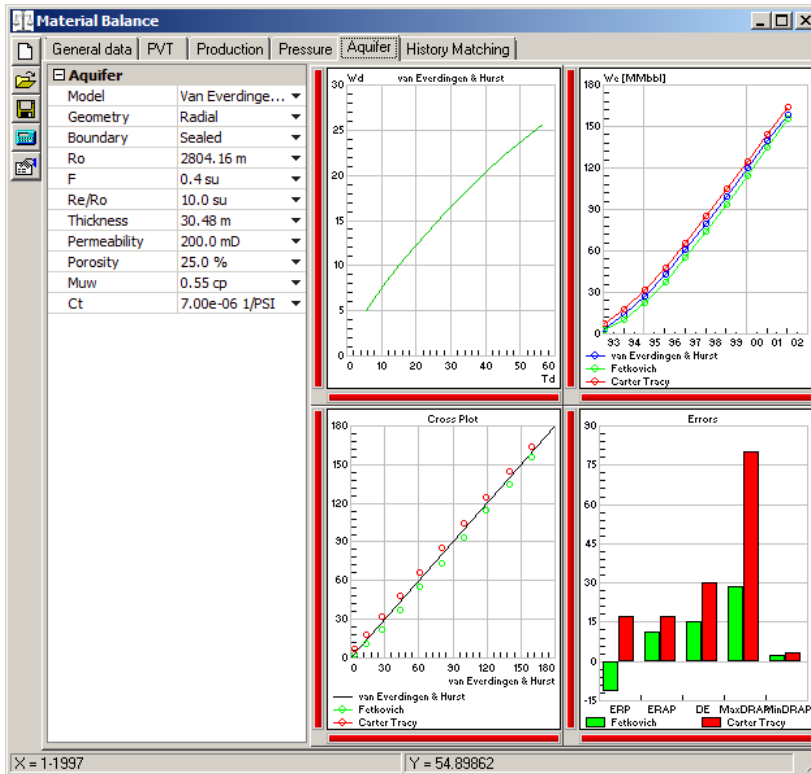 Material Balance
General data PVT Production Pressure Aquifer History Matching
Aquifer
Model Van Everdinge...
Geometry Radial
Boundary Sealed
Ro 2804.16 m
F 0.4 su
Re/Ro 10.0 su
Thickness 30.48 m
Permeability 200.0 mD
Porosity 25.0 %
Muw 0.55 cp
Ct 7.00e-06 1/PSI
Wd van Everdingen & Hurst
30
25
20
15
10
5
0
0 10 20 30 40 50 60
Td
We [MMbbl]
180
150
120
90
60
30
0
93 94 95 96 97 98 99 00 01 02
van Everdingen & Hurst
Fetkovich
Carter Tracy
Cross Plot
180
150
120
90
60
30
0
0 30 60 90 120 150 180
van Everdingen & Hurst
van Everdingen & Hurst
Fetkovich
Carter Tracy
Errors
90
75
60
45
30
15
0
-15
ERP ERAP DE MaxDRAP MinDRAP
Fetkovich Carter Tracy
X = 1-1997 Y = 54.89862